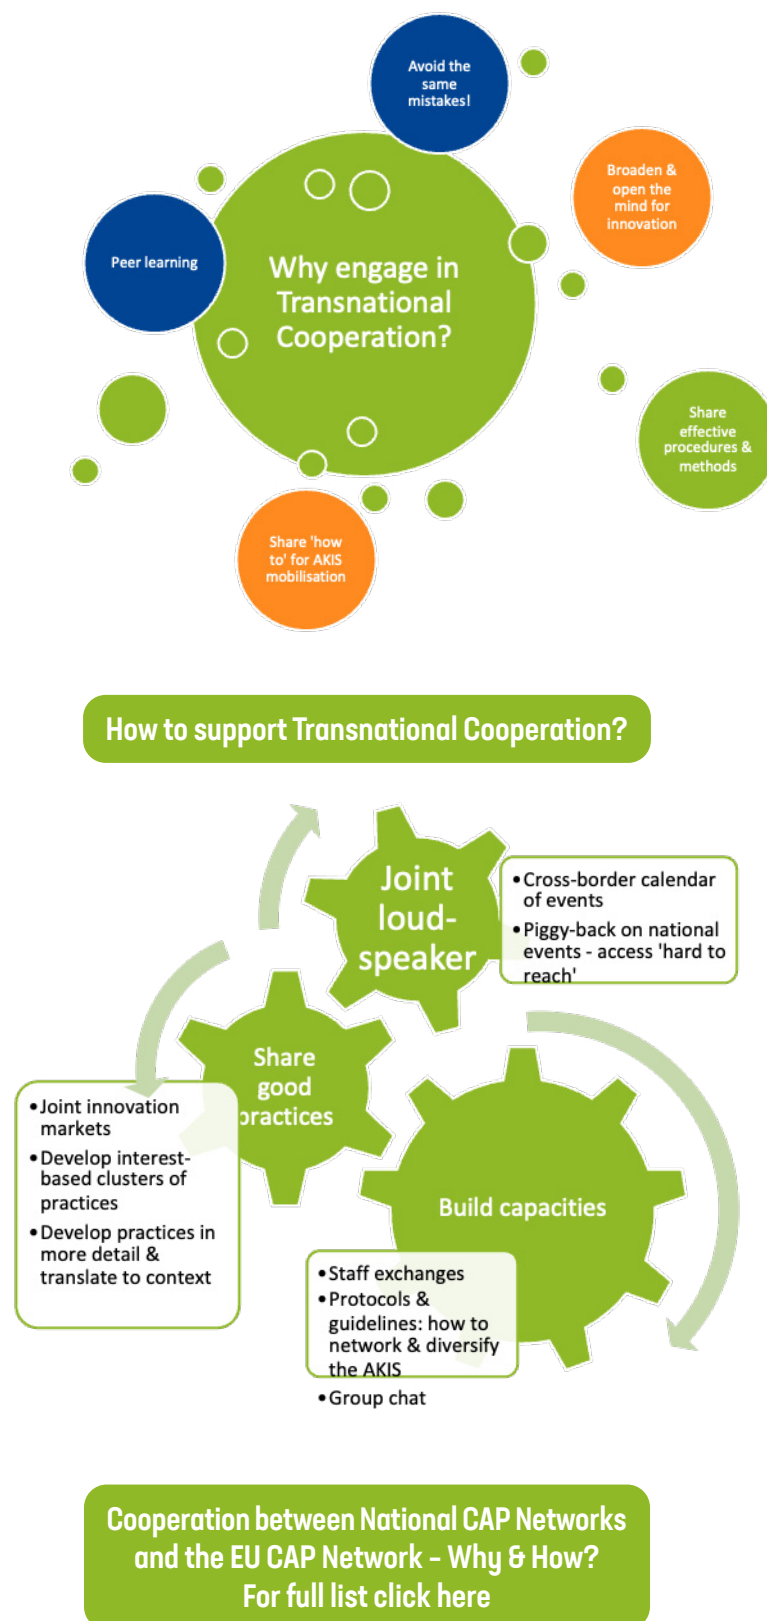 Avoid the
same
mistakes!
Broaden &
open the
mind for
innovation
Peer learning
Why engage in
Transnational
Cooperation?
Share
effective
procedures &
methods
Share 'how
to' for AKIS
mobilisation
How to support Transnational Cooperation?
Joint
loud-
speaker
•Cross-border calendar
of events
•Piggy-back on national
events - access 'hard to
reach'
Share
good
practices
•Joint innovation
markets
•Develop interest-
based clusters of
practices
•Develop practices in
more detail &
translate to context
Build capacities
•Staff exchanges
•Protocols &
guidelines: how to
network & diversify
the AKIS
•Group chat
Cooperation between National CAP Networks
and the EU CAP Network - Why & How?
For full list click here